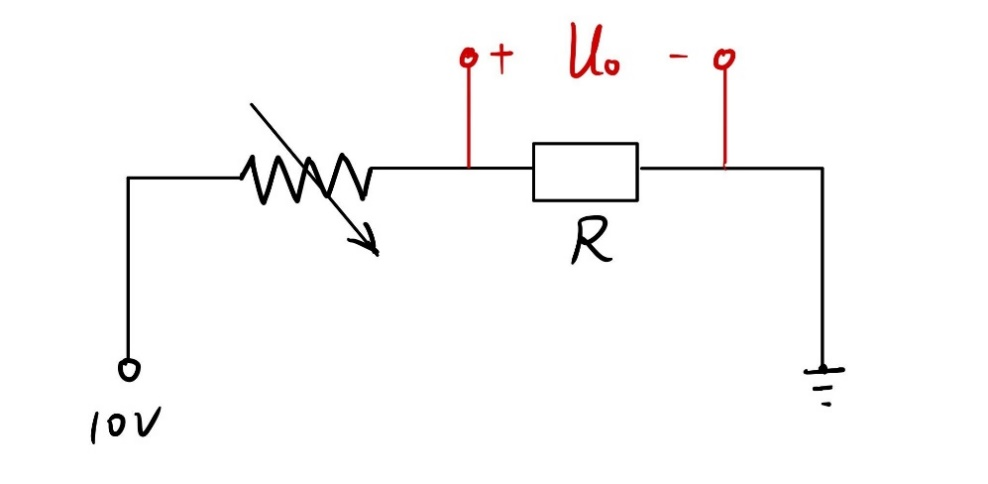 + U₀ -
R
10V